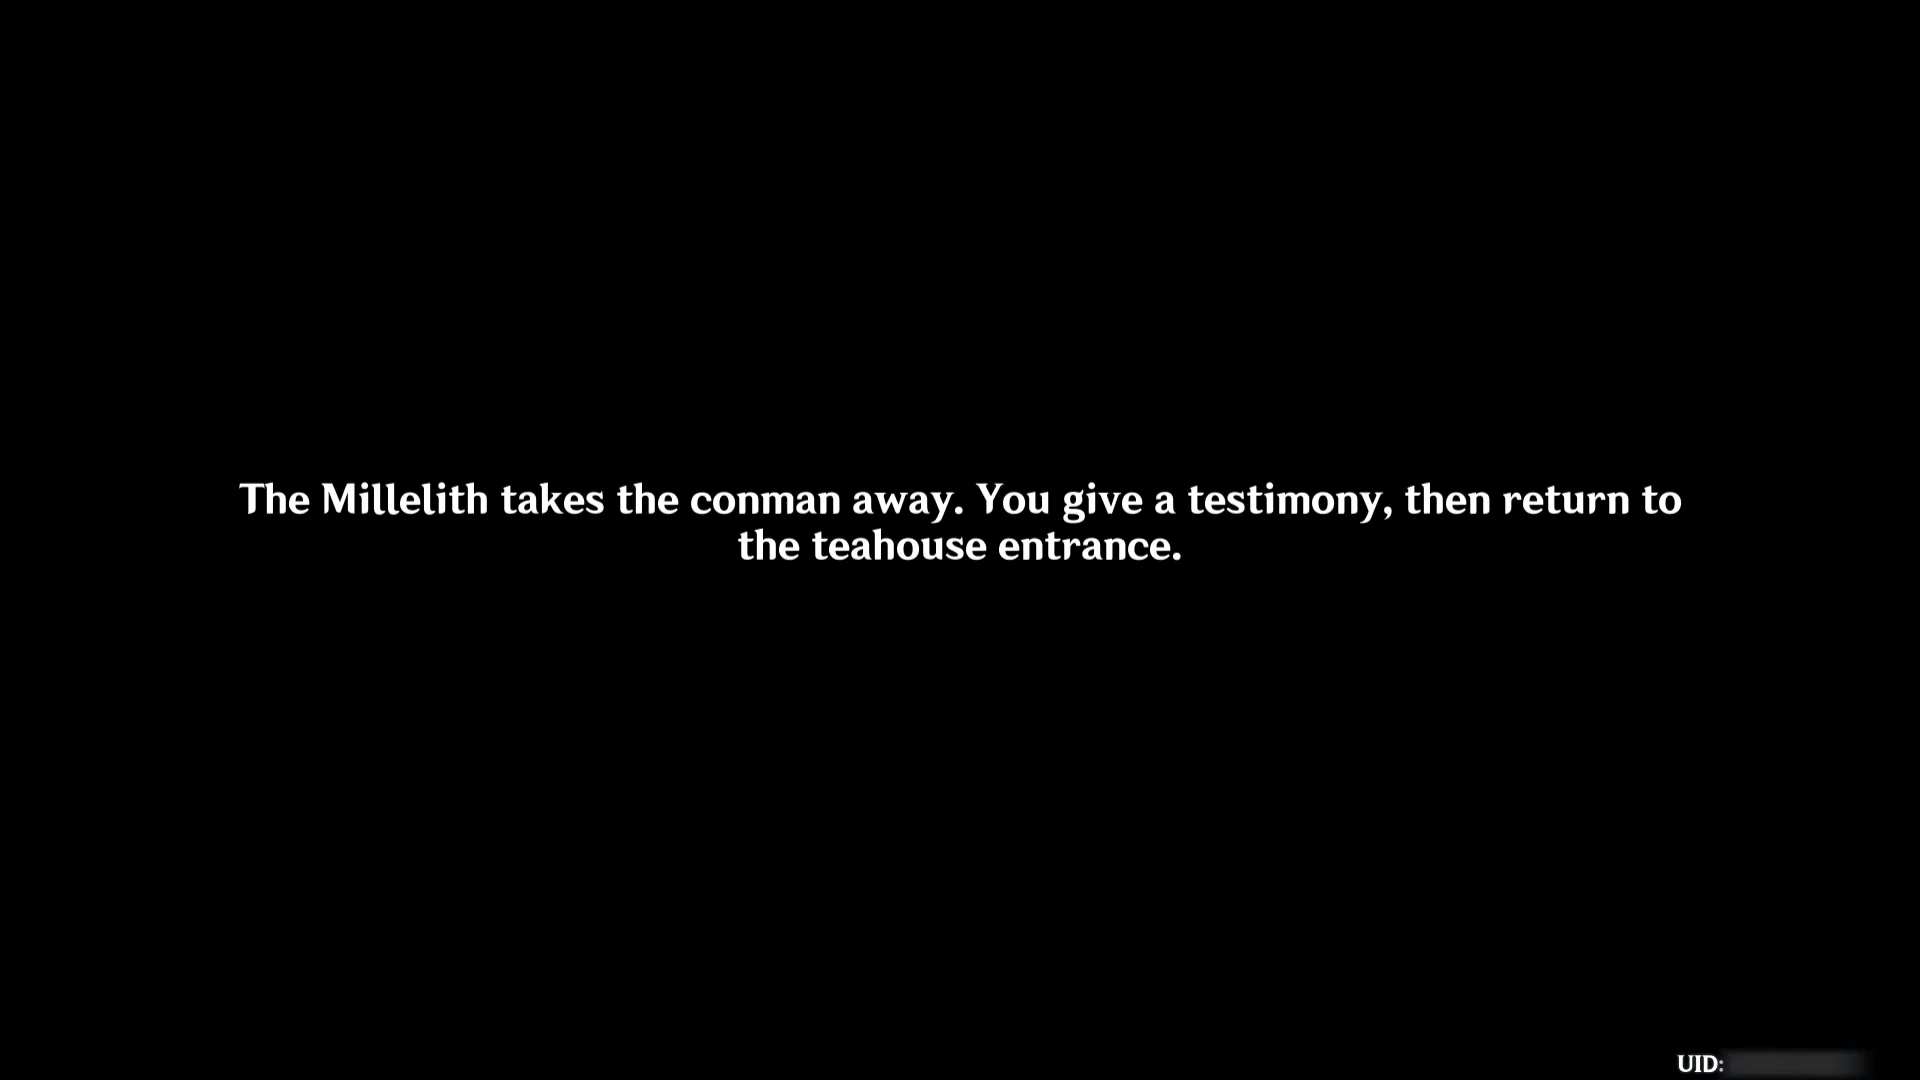 The Millelith takes the conman away. You give a testimony, then return to
the teahouse entrance.
UID: